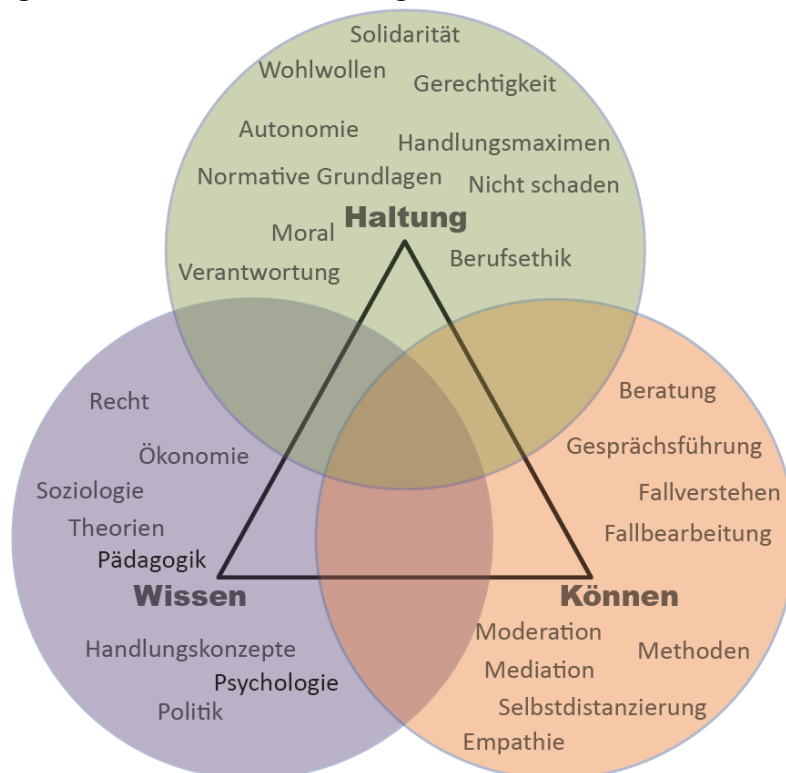 Solidarität
Wohlwollen
Gerechtigkeit
Autonomie
Handlungsmaximen
Normative Grundlagen
Nicht schaden
Haltung
Moral
Berufsethik
Verantwortung
Recht
Ökonomie
Soziologie
Theorien
Pädagogik
Wissen
Handlungskonzepte
Psychologie
Politik
Beratung
Gesprächsführung
Fallverstehen
Fallbearbeitung
Können
Moderation
Methoden
Mediation
Selbstdistanzierung
Empathie